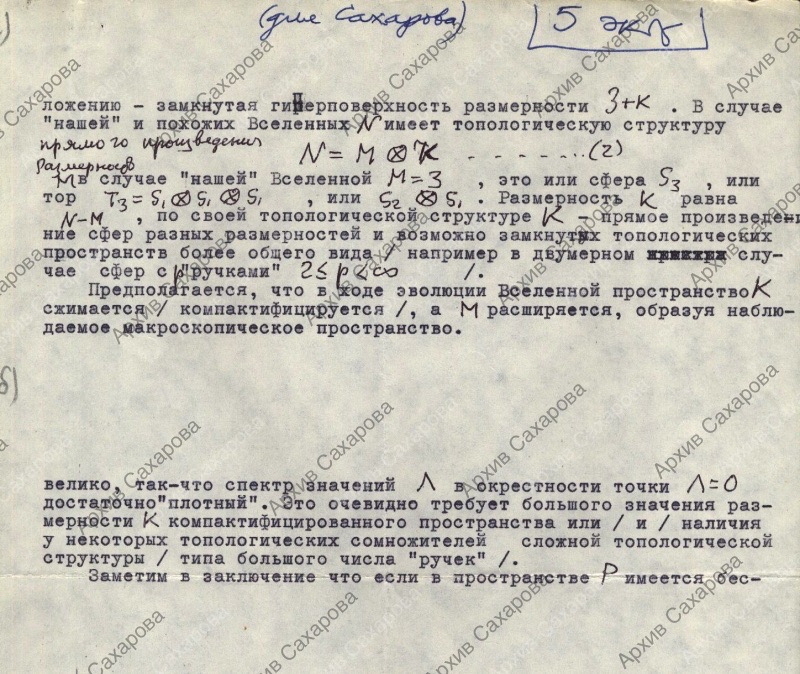 (для Сахарова)
5 экз
ложению - замкнутая гиперповерхность размерности 3+K . В случае
"нашей" и похожих Вселенных N имеет топологическую структуру
прямого произведения
N = M ⊗ K - - - - - - - (2)
Размерность
M в случае "нашей" Вселенной M = 3 , это или сфера S₃ , или
тор T₃ = S₁ ⊗ S₁ ⊗ S₁ , или S₂ ⊗ S₁ . Размерность K равна
N-M , по своей топологической структуре K - прямое произведен-
ние сфер разных размерностей и возможно замкнутых топологических
пространств более общего вида / например в двумерном слу-
чае сфер с p "ручками" 2 ≤ p < ∞ /.
Предполагается, что в ходе эволюции Вселенной пространство K
сжимается / компактифицируется /, а M расширяется, образуя наблю-
даемое макроскопическое пространство.
б)
велико, так-что спектр значений Λ в окрестности точки Λ=0
достаточно "плотный". Это очевидно требует большого значения раз-
мерности K компактифицированного пространства или / и / наличия
у некоторых топологических сомножителей сложной топологической
структуры / типа большого числа "ручек" /.
Заметим в заключение что если в пространстве P имеется бес-
Архив Сахарова